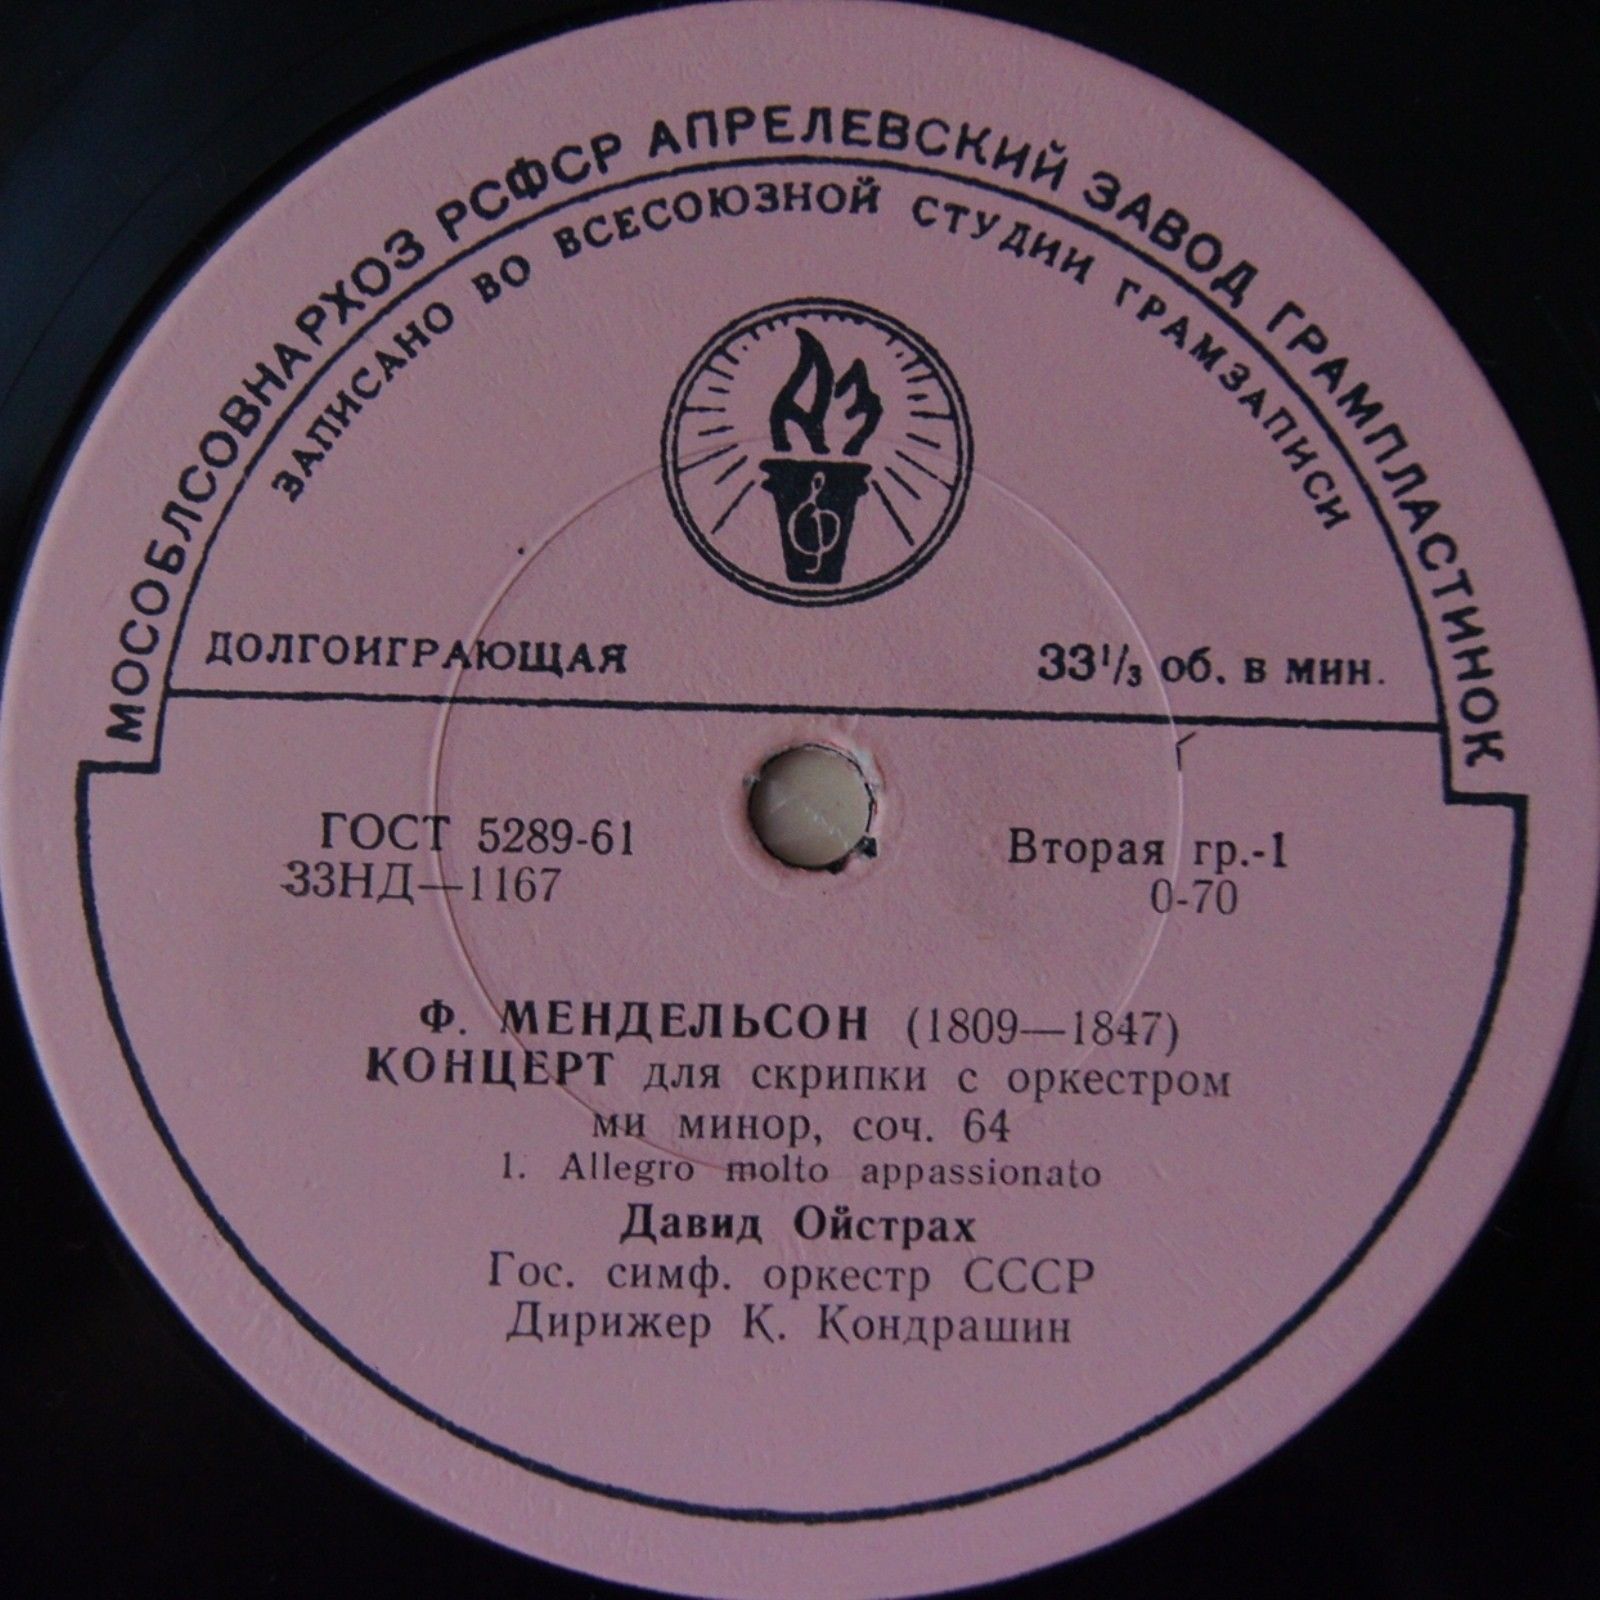 МОСОБЛСОВНАРХОЗ РСФСР АПРЕЛЕВСКИЙ ЗАВОД ГРАМПЛАСТИНОК
ЗАПИСАНО ВО ВСЕСОЮЗНОЙ СТУДИИ ГРАМЗАПИСИ
АЗ
ДОЛГОИГРАЮЩАЯ 33 1/3 об. в мин.
ГОСТ 5289-61 Вторая гр.-1
33НД—1167 0-70
Ф. МЕНДЕЛЬСОН (1809—1847)
КОНЦЕРТ для скрипки с оркестром
ми минор, соч. 64
1. Allegro molto appassionato
Давид Ойстрах
Гос. симф. оркестр СССР
Дирижер К. Кондрашин